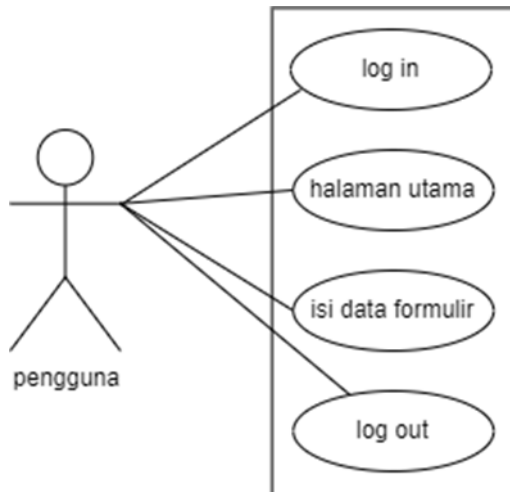 log in
halaman utama
isi data formulir
pengguna
log out